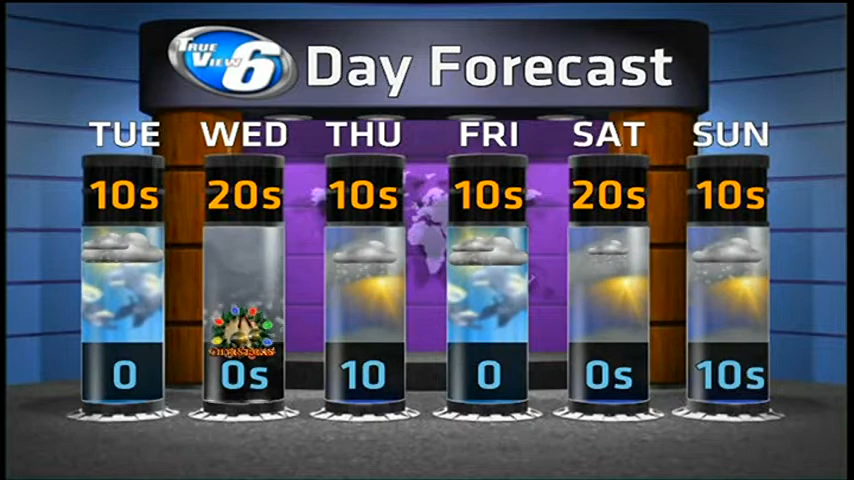 TRUE VIEW 6 Day Forecast
TUE WED THU FRI SAT SUN
10s 20s 10s 10s 20s 10s
0 0s 10 0 0s 10s